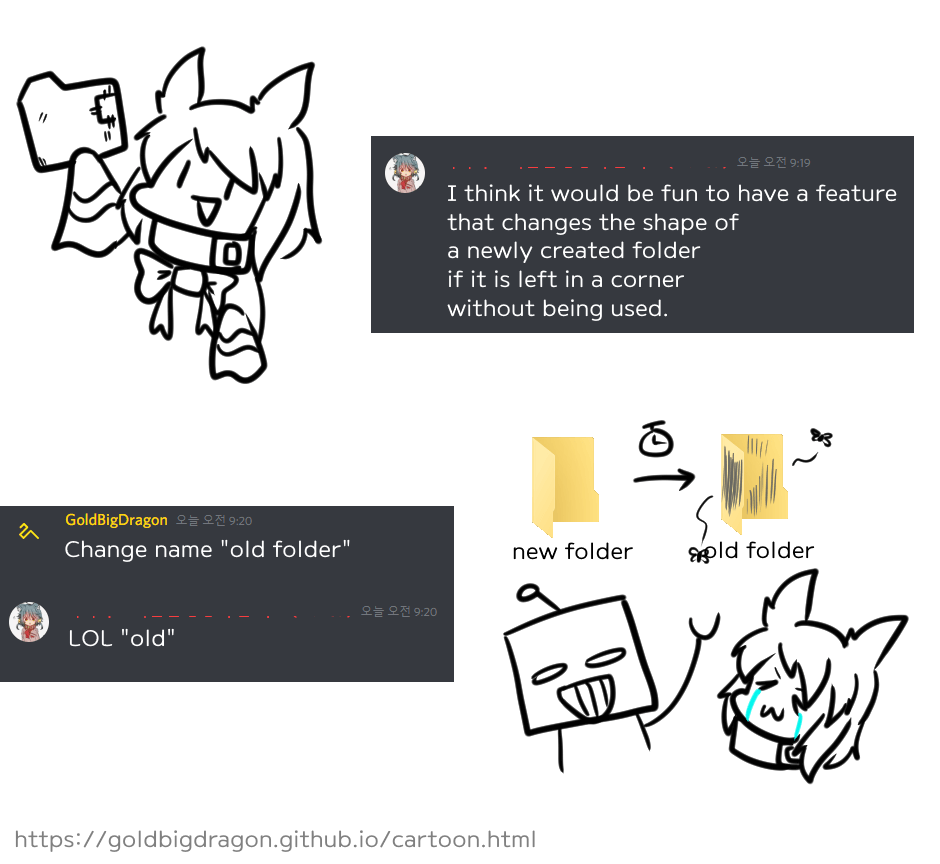 오늘 오전 9:19
I think it would be fun to have a feature
that changes the shape of
a newly created folder
if it is left in a corner
without being used.
new folder
old folder
GoldBigDragon 오늘 오전 9:20
Change name "old folder"
오늘 오전 9:20
LOL "old"
https://goldbigdragon.github.io/cartoon.html